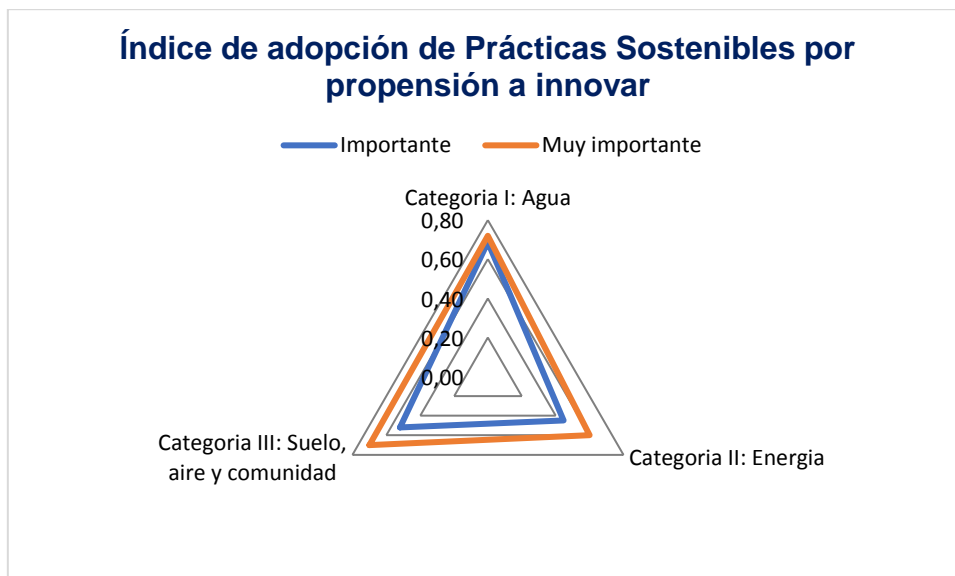 Índice de adopción de Prácticas Sostenibles por
propensión a innovar
Importante
Muy importante
Categoria I: Agua
0,80
0,60
0,40
0,20
0,00
Categoria III: Suelo,
aire y comunidad
Categoria II: Energia